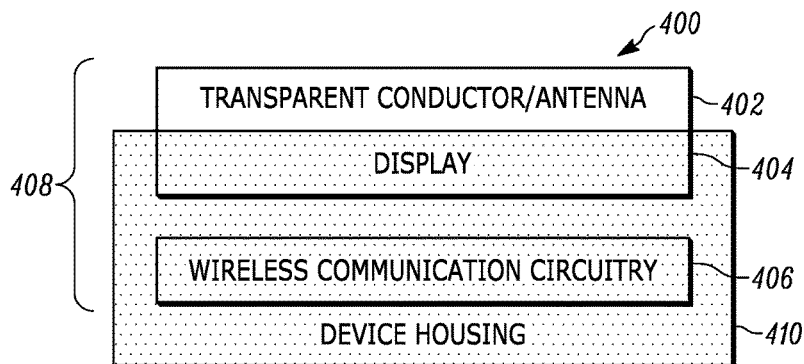 400
TRANSPARENT CONDUCTOR/ANTENNA
402
DISPLAY
404
408
WIRELESS COMMUNICATION CIRCUITRY
406
DEVICE HOUSING
410